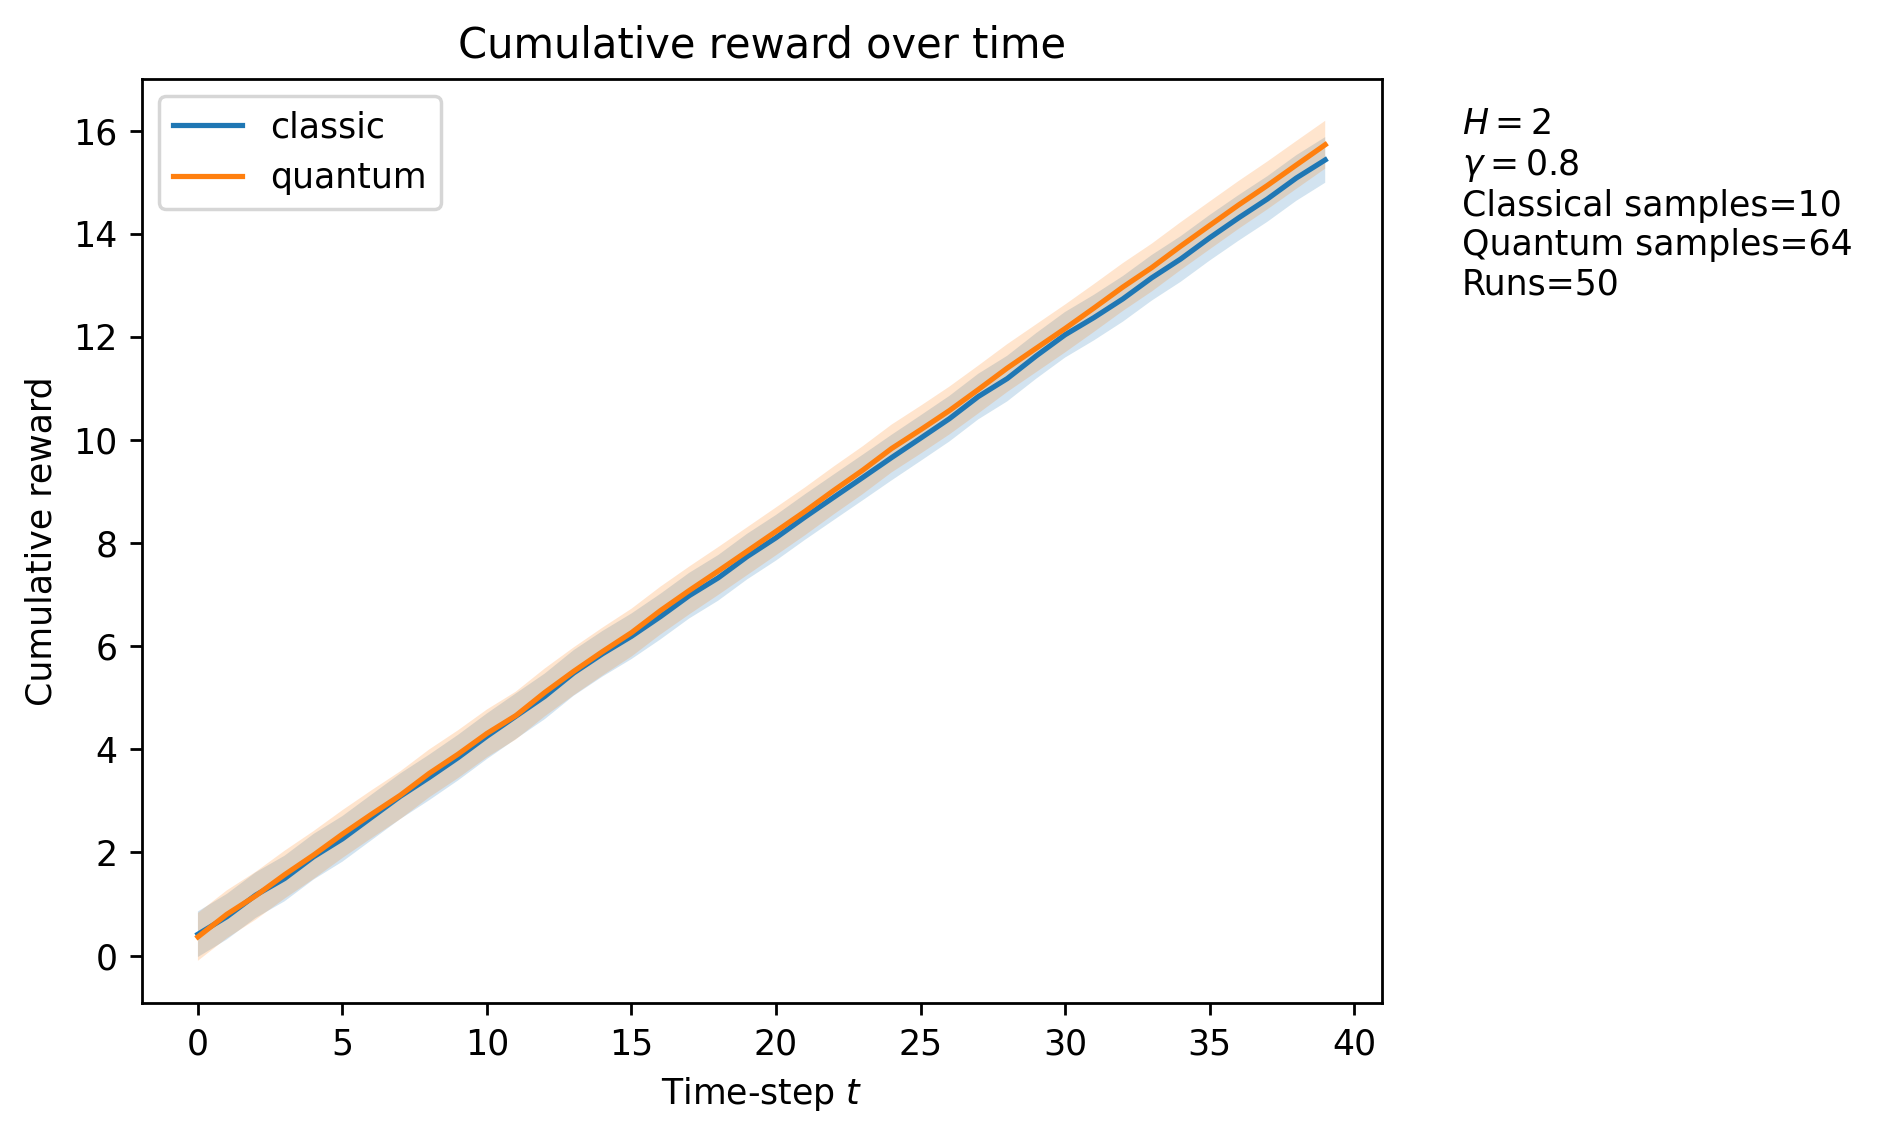 Cumulative reward over time
classic
quantum
H = 2
γ = 0.8
Classical samples=10
Quantum samples=64
Runs=50
Cumulative reward
16
14
12
10
8
6
4
2
0
0 5 10 15 20 25 30 35 40
Time-step t